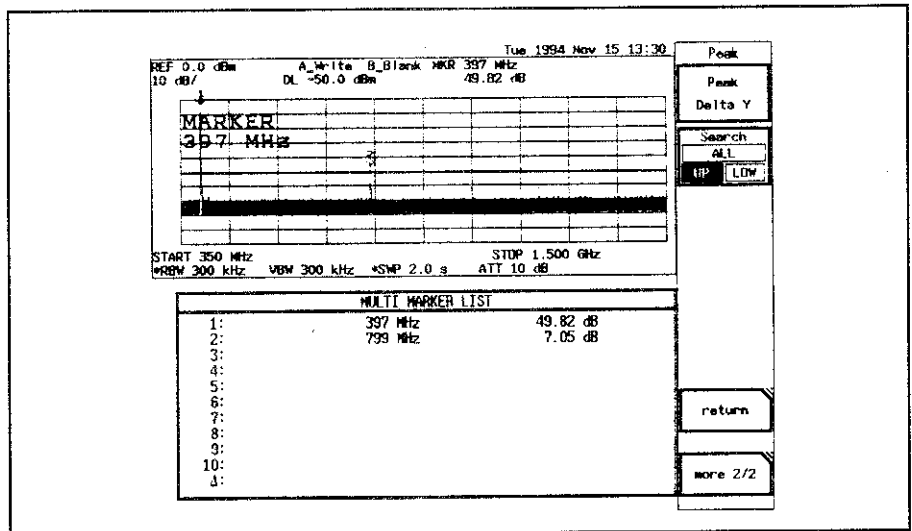 Tue 1994 Nov 15 13:30
REF 0.0 dBm A_Write B_Blank MKR 397 MHz
10 dB/ DL -50.0 dBm 49.82 dB
MARKER
397 MHz
2
START 350 MHz STOP 1.500 GHz
*RBW 300 kHz VBW 300 kHz *SWP 2.0 s ATT 10 dB
MULTI MARKER LIST
1: 397 MHz 49.82 dB
2: 799 MHz 7.05 dB
3:
4:
5:
6:
7:
8:
9:
10:
Δ:
Peak
Peak
Delta Y
Search
ALL
UP LOW
return
more 2/2